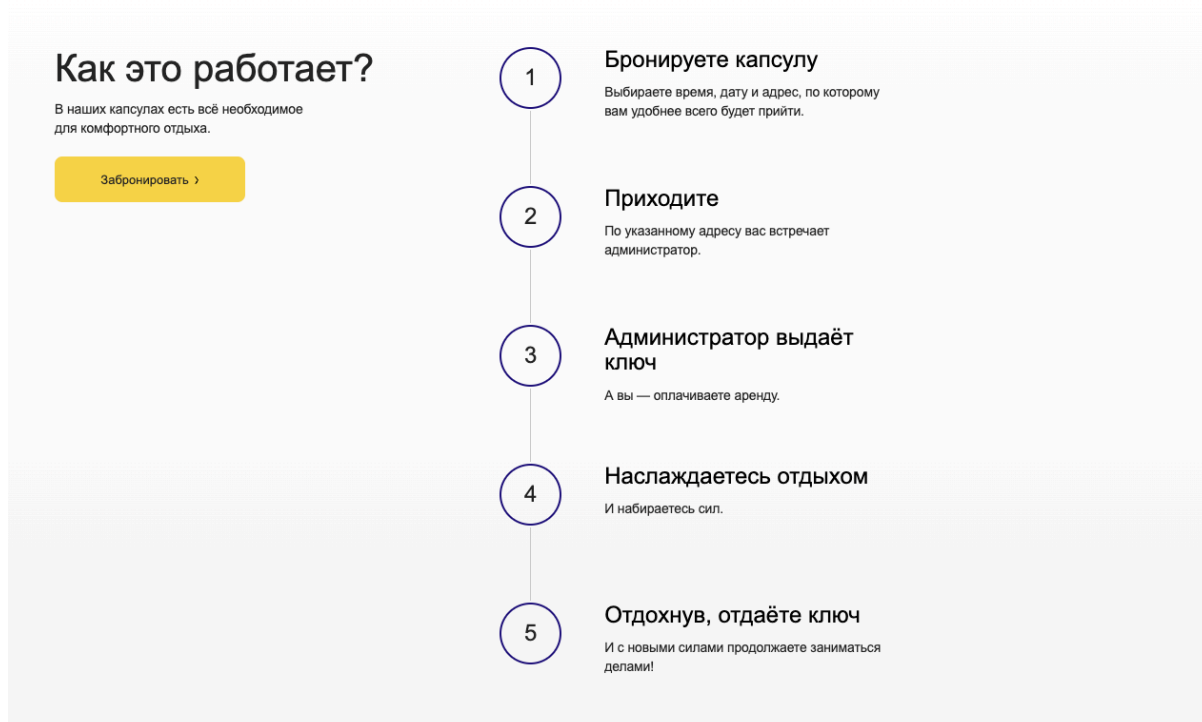 Как это работает?
В наших капсулах есть всё необходимое
для комфортного отдыха.
Забронировать ›
1
Бронируете капсулу
Выбираете время, дату и адрес, по которому
вам удобнее всего будет прийти.
2
Приходите
По указанному адресу вас встречает
администратор.
3
Администратор выдаёт
ключ
А вы — оплачиваете аренду.
4
Наслаждаетесь отдыхом
И набираетесь сил.
5
Отдохнув, отдаёте ключ
И с новыми силами продолжаете заниматься
делами!